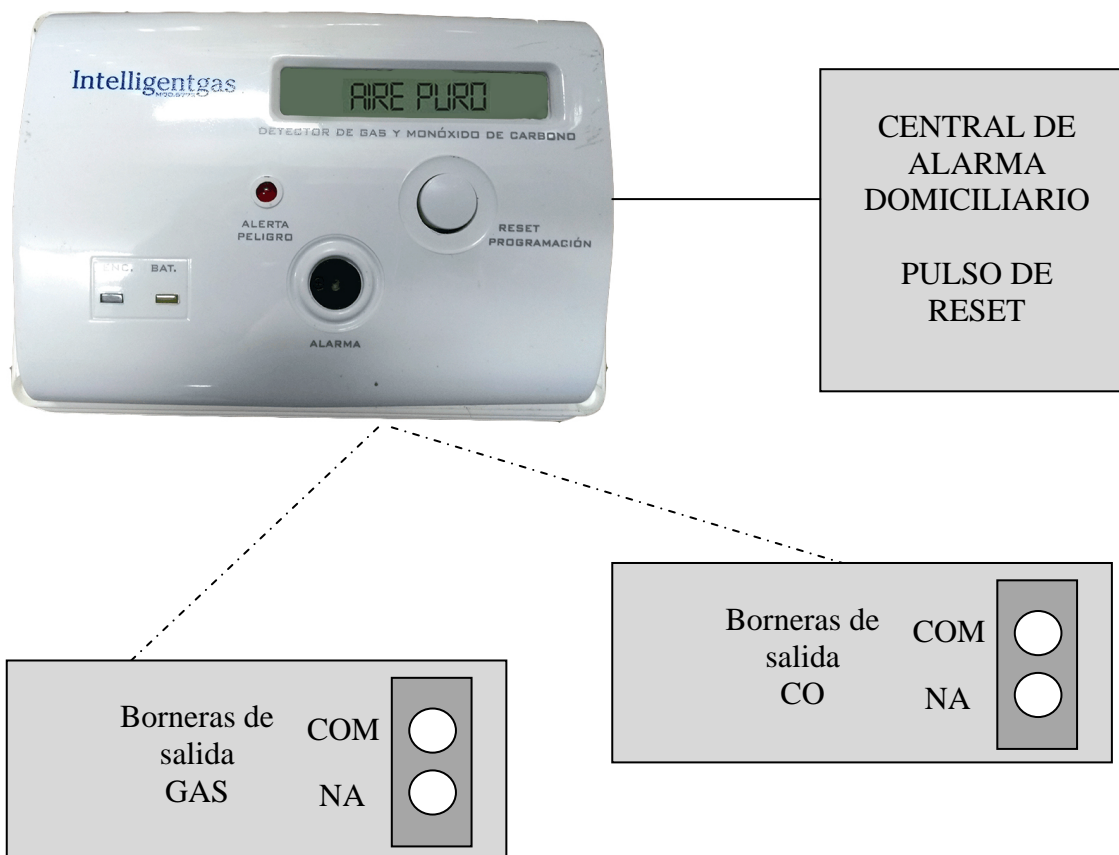 Intelligentgas
AIRE PURO
DETECTOR DE GAS Y MONÓXIDO DE CARBONO
ALERTA
PELIGRO
RESET
PROGRAMACIÓN
ENC. BAT.
ALARMA
CENTRAL DE
ALARMA
DOMICILIARIO
PULSO DE
RESET
Borneras de
salida
CO
COM
NA
Borneras de
salida
GAS
COM
NA